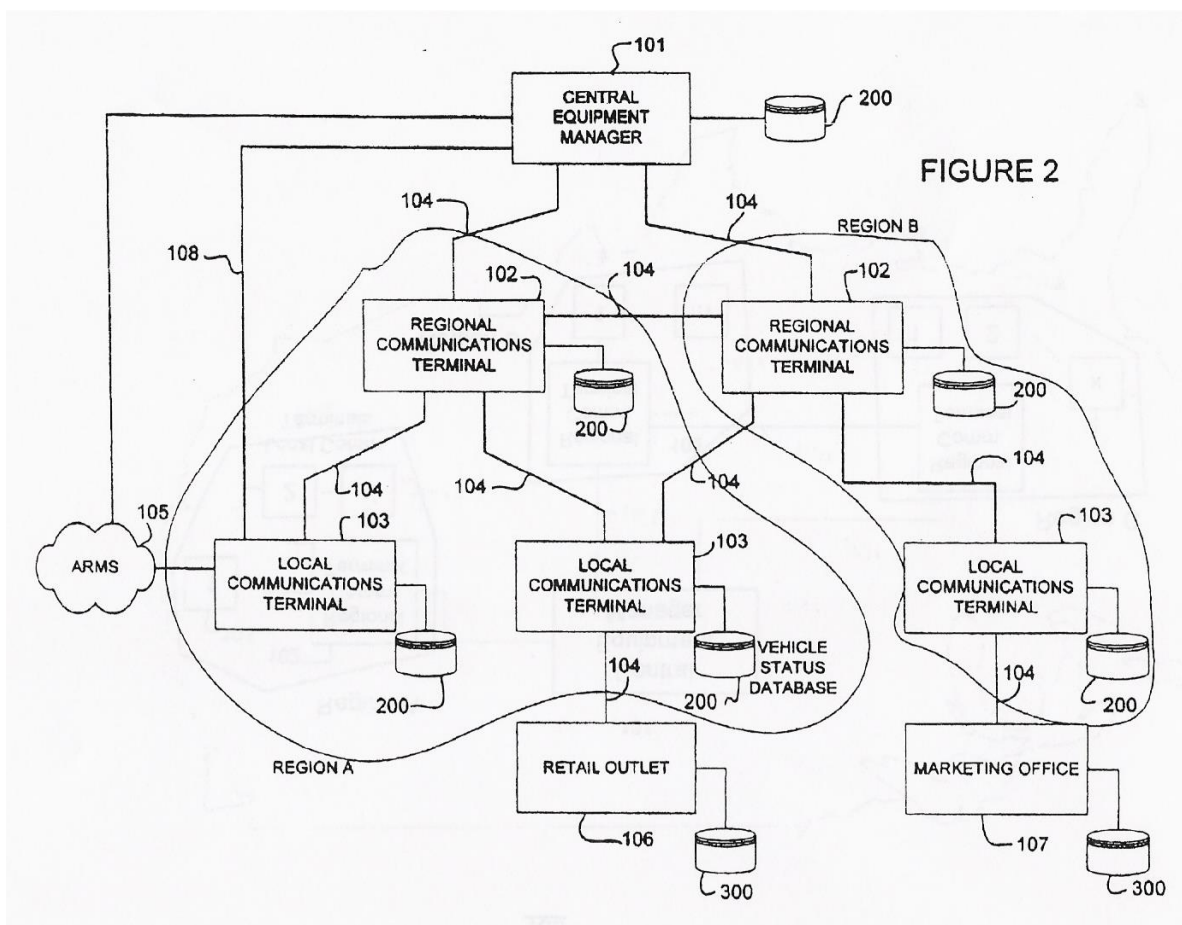 101
CENTRAL
EQUIPMENT
MANAGER
200
FIGURE 2
104
104
REGION B
108
102
104
102
REGIONAL
COMMUNICATIONS
TERMINAL
REGIONAL
COMMUNICATIONS
TERMINAL
200
200
104
104
104
104
105
ARMS
103
LOCAL
COMMUNICATIONS
TERMINAL
103
LOCAL
COMMUNICATIONS
TERMINAL
103
LOCAL
COMMUNICATIONS
TERMINAL
200
104
200
VEHICLE
STATUS
DATABASE
104
200
REGION A
RETAIL OUTLET
MARKETING OFFICE
106
300
107
300